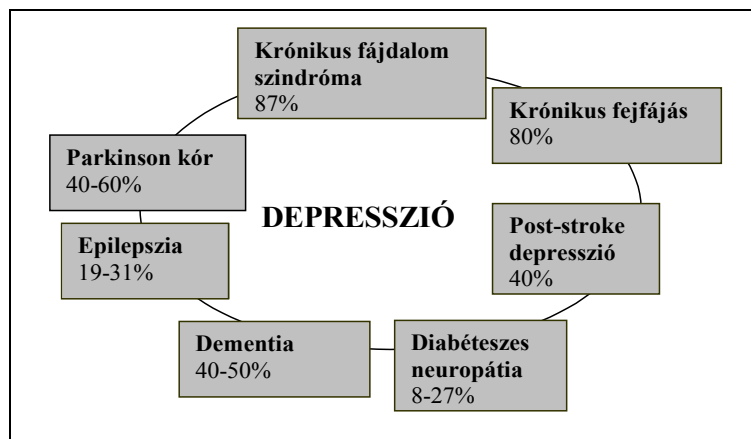 Krónikus fájdalom
szindróma
87%
Krónikus fejfájás
80%
Parkinson kór
40-60%
DEPRESSZIÓ
Post-stroke
depresszió
40%
Epilepszia
19-31%
Dementia
40-50%
Diabéteszes
neuropátia
8-27%